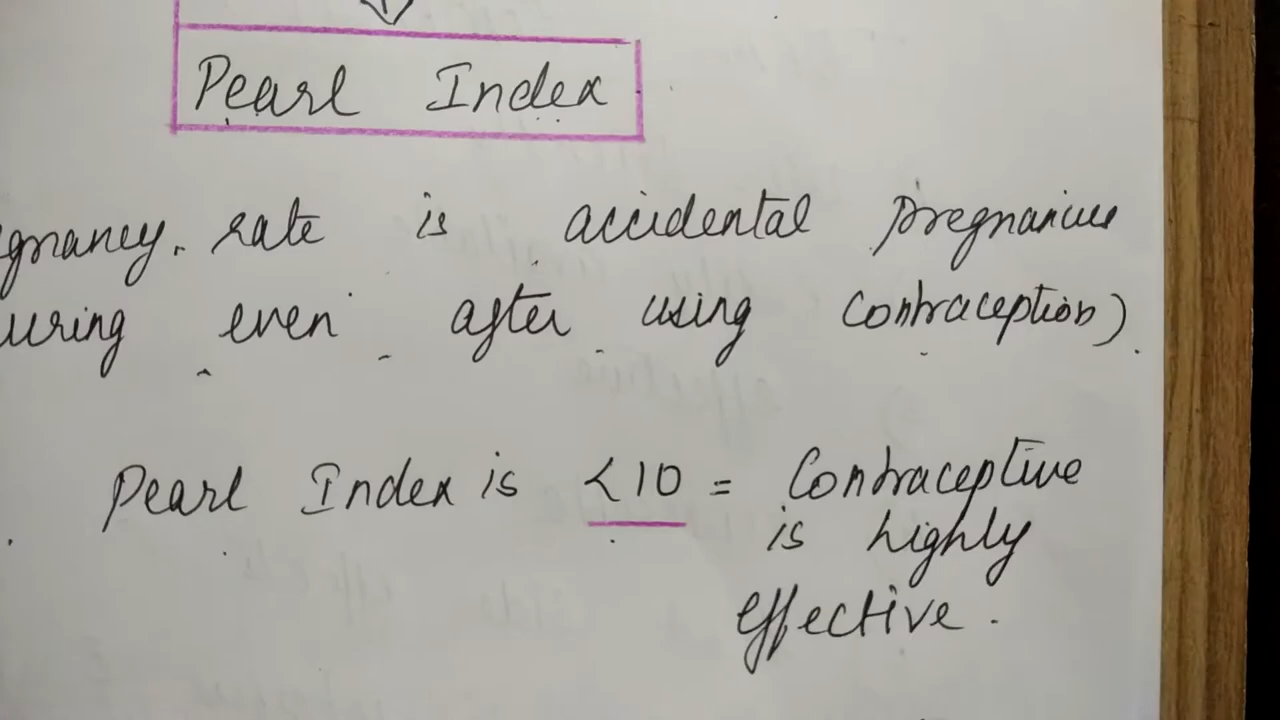 Pearl Index
gnancy rate is accidental pregnancies
uring even after using contraception)
Pearl Index is <10 = Contraceptive
is highly
effective.